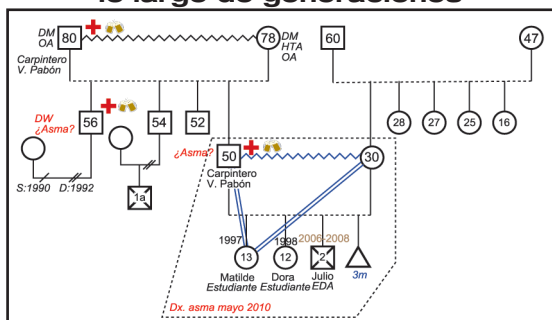 lo largo de generaciones
DM
OA
80
78
DM
HTA
OA
60
47
Carpintero
V. Pabón
DW
¿Asma?
56
54
52
28
27
25
16
¿Asma?
50
30
Carpintero
V. Pabón
S:1990
D:1992
1a
1997
1998
2006-2008
13
12
2
Matilde
Estudiante
Dora
Estudiante
Julio
EDA
3m
Dx. asma mayo 2010